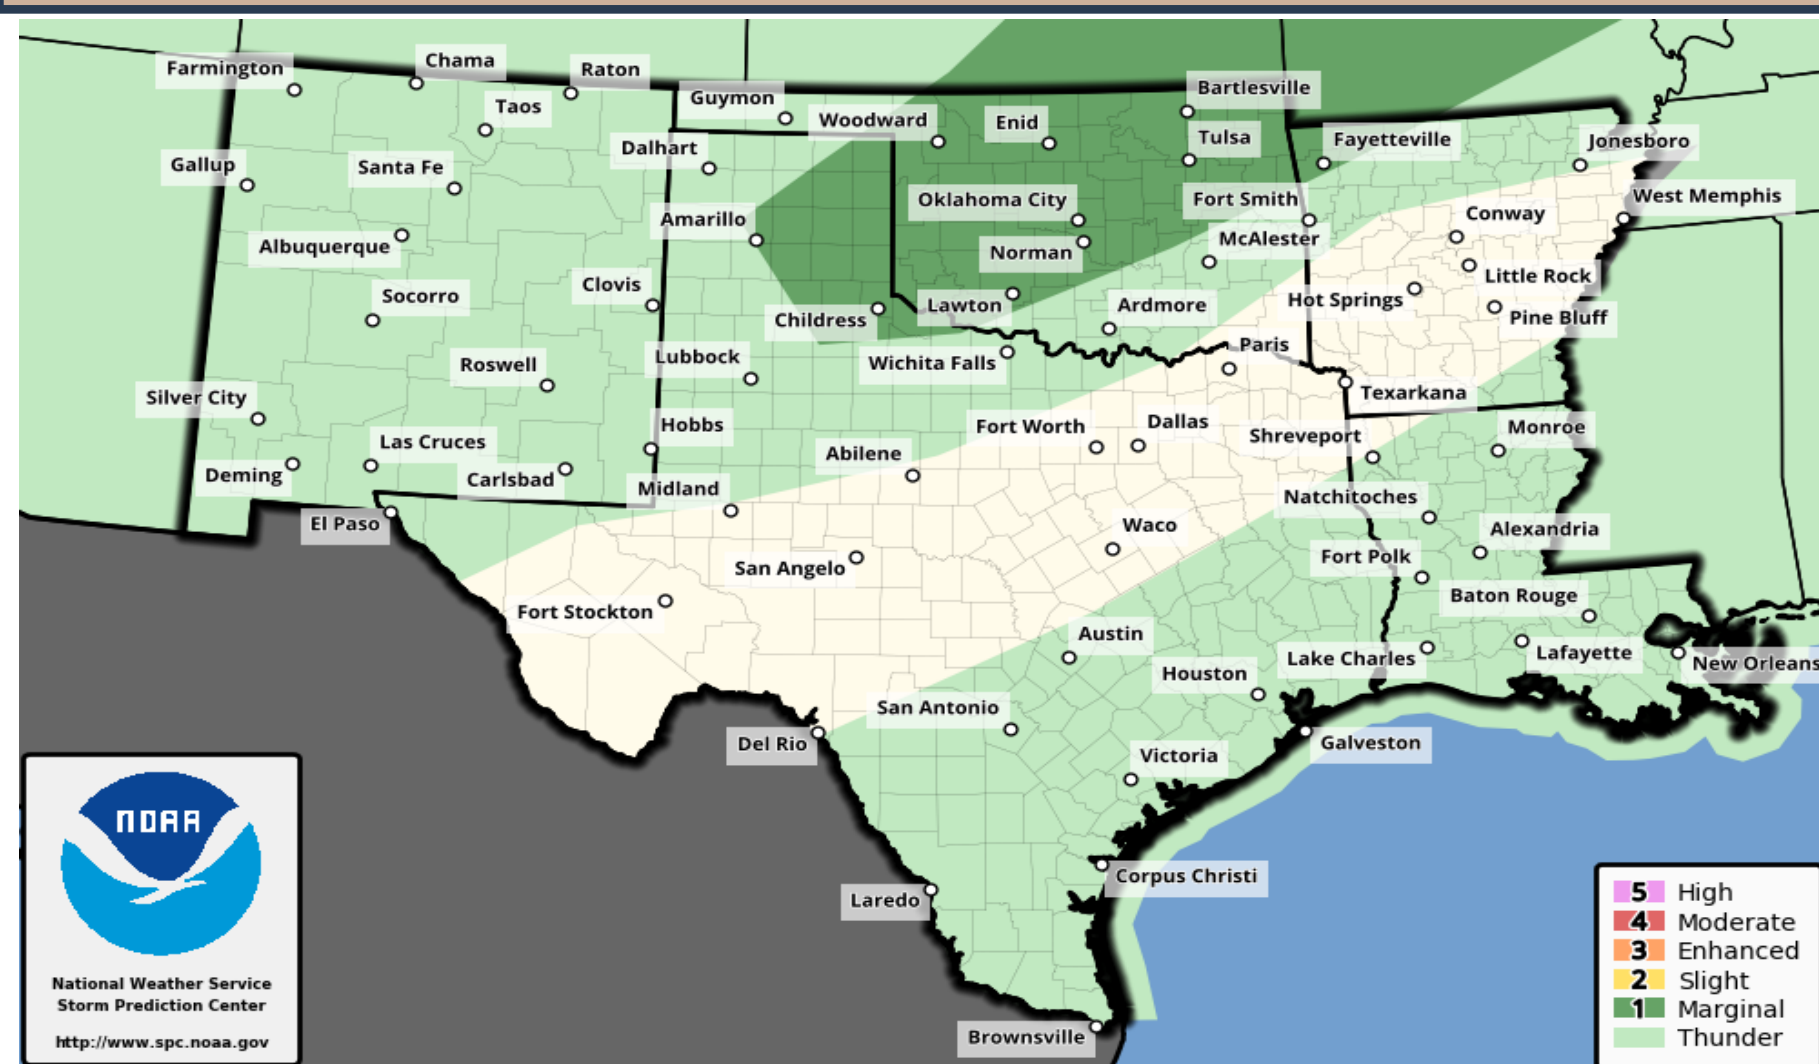 Farmington
Chama
Raton
Taos
Guymon
Woodward
Enid
Bartlesville
Tulsa
Fayetteville
Jonesboro
Gallup
Santa Fe
Dalhart
Amarillo
Oklahoma City
Fort Smith
West Memphis
Albuquerque
Norman
McAlester
Conway
Socorro
Clovis
Childress
Lawton
Ardmore
Hot Springs
Little Rock
Pine Bluff
Roswell
Lubbock
Wichita Falls
Paris
Texarkana
Silver City
Las Cruces
Hobbs
Abilene
Fort Worth
Dallas
Shreveport
Monroe
Deming
Carlsbad
Midland
Natchitoches
El Paso
San Angelo
Waco
Fort Polk
Alexandria
Fort Stockton
Austin
Baton Rouge
Houston
Lake Charles
Lafayette
New Orleans
San Antonio
Del Rio
Victoria
Galveston
Laredo
Corpus Christi
Brownsville
NOAA
National Weather Service
Storm Prediction Center
http://www.spc.noaa.gov
5 High
4 Moderate
3 Enhanced
2 Slight
1 Marginal
Thunder